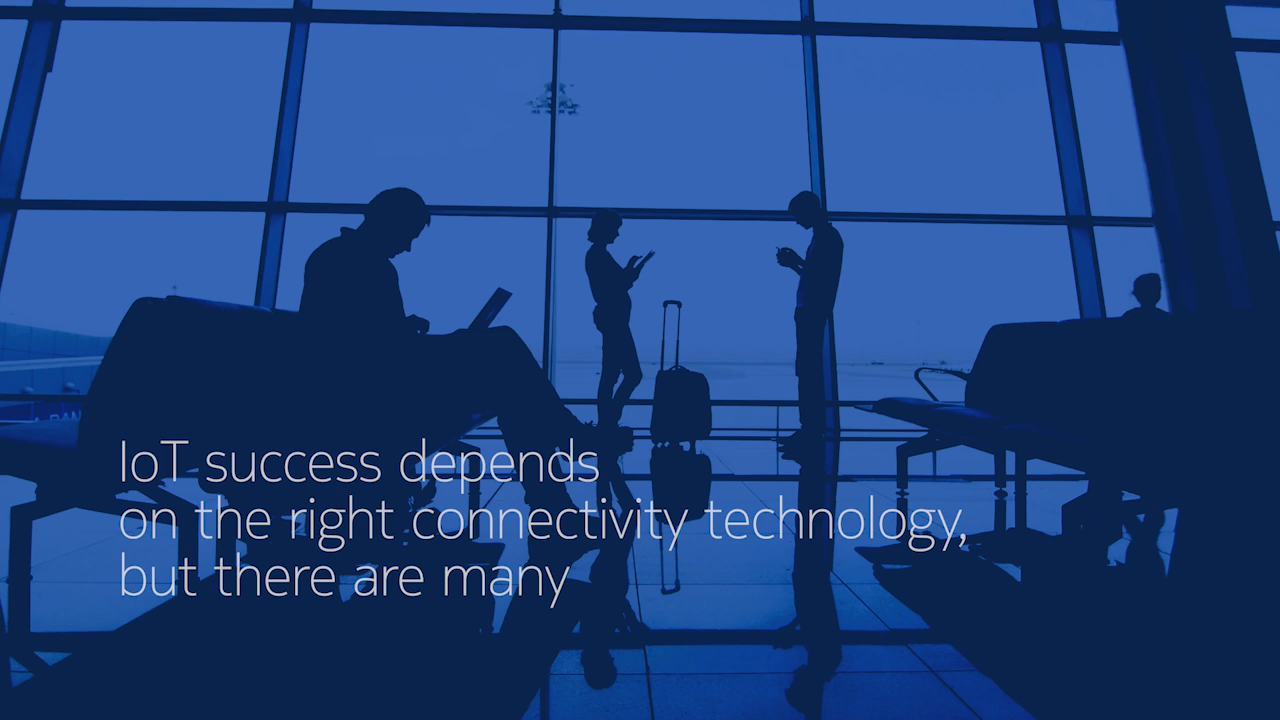 IoT success depends
on the right connectivity technology,
but there are many